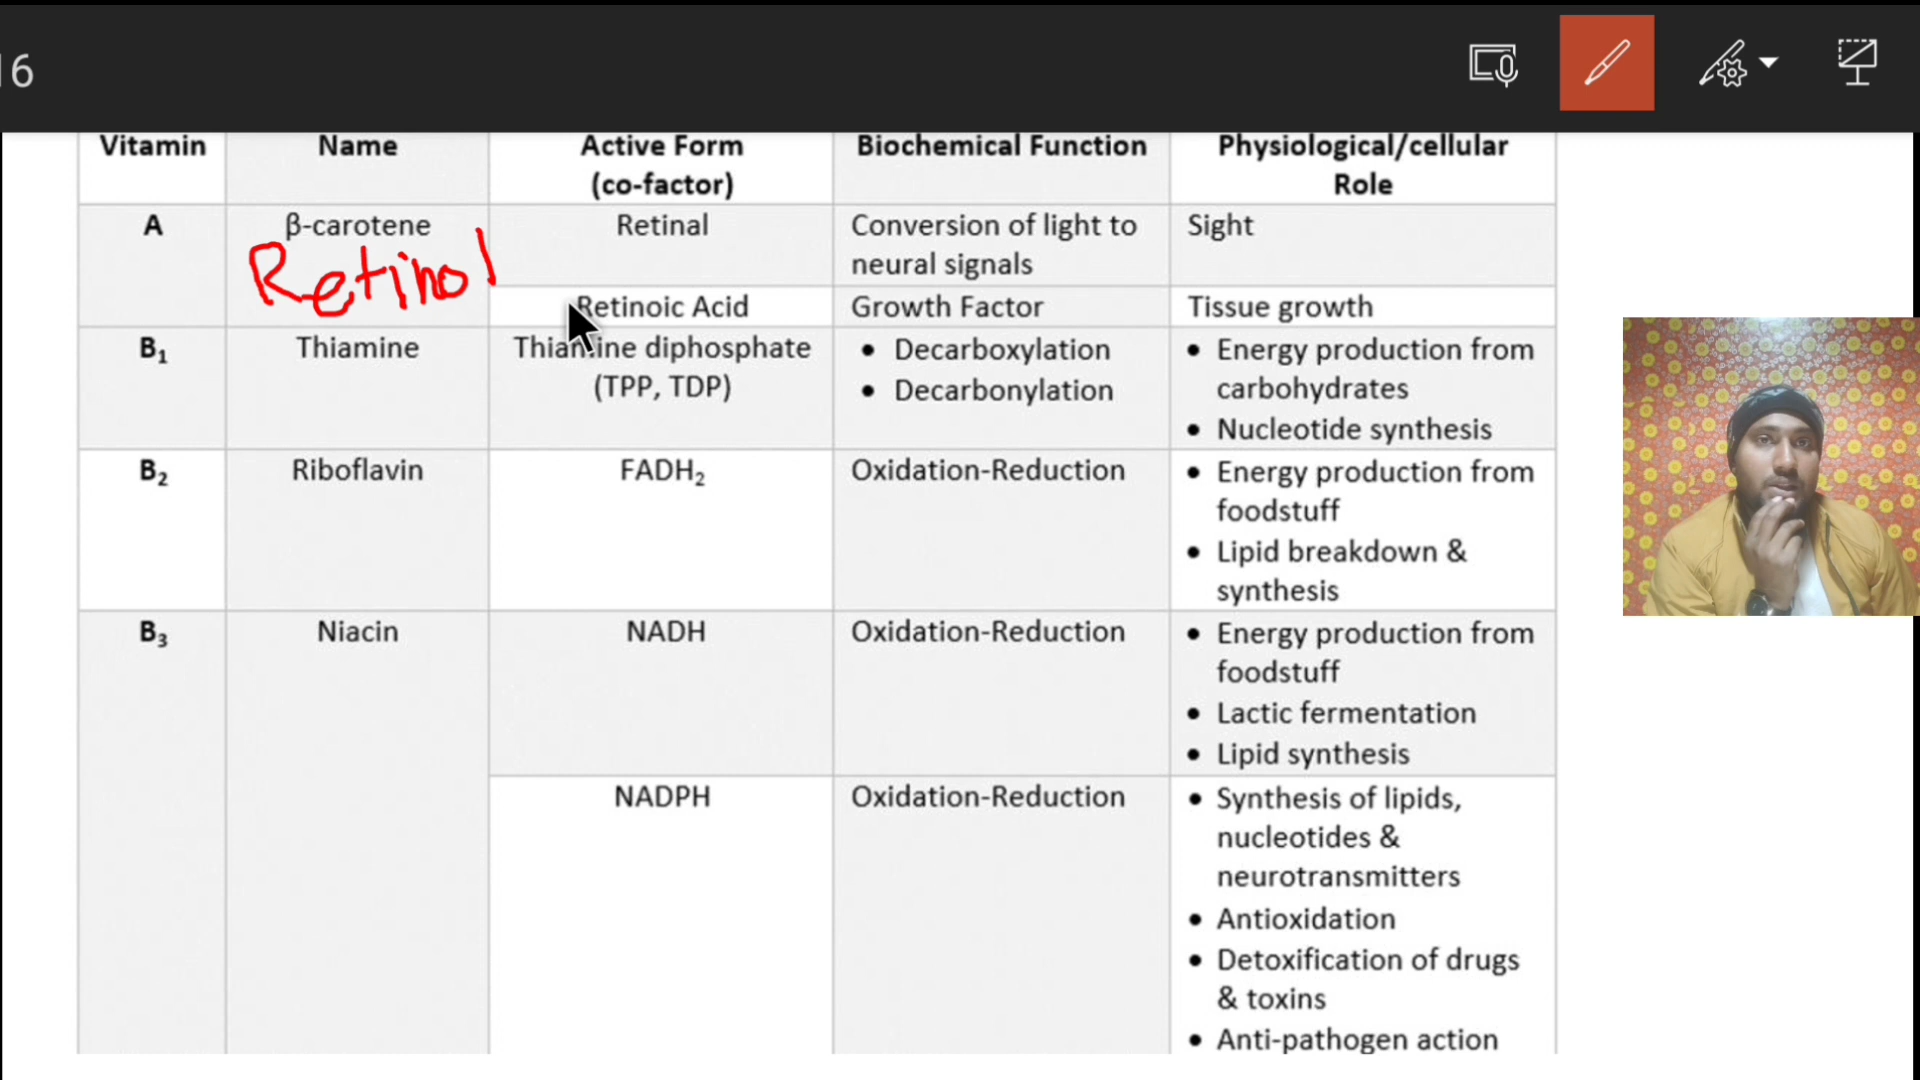 16
Vitamin Name Active Form (co-factor) Biochemical Function Physiological/cellular Role
A β-carotene Retinal Conversion of light to neural signals Sight
Retinol
Retinoic Acid Growth Factor Tissue growth
B₁ Thiamine Thiamine diphosphate (TPP, TDP) • Decarboxylation • Decarbonylation • Energy production from carbohydrates • Nucleotide synthesis
B₂ Riboflavin FADH₂ Oxidation-Reduction • Energy production from foodstuff • Lipid breakdown & synthesis
B₃ Niacin NADH Oxidation-Reduction • Energy production from foodstuff • Lactic fermentation • Lipid synthesis
NADPH Oxidation-Reduction • Synthesis of lipids, nucleotides & neurotransmitters • Antioxidation • Detoxification of drugs & toxins • Anti-pathogen action